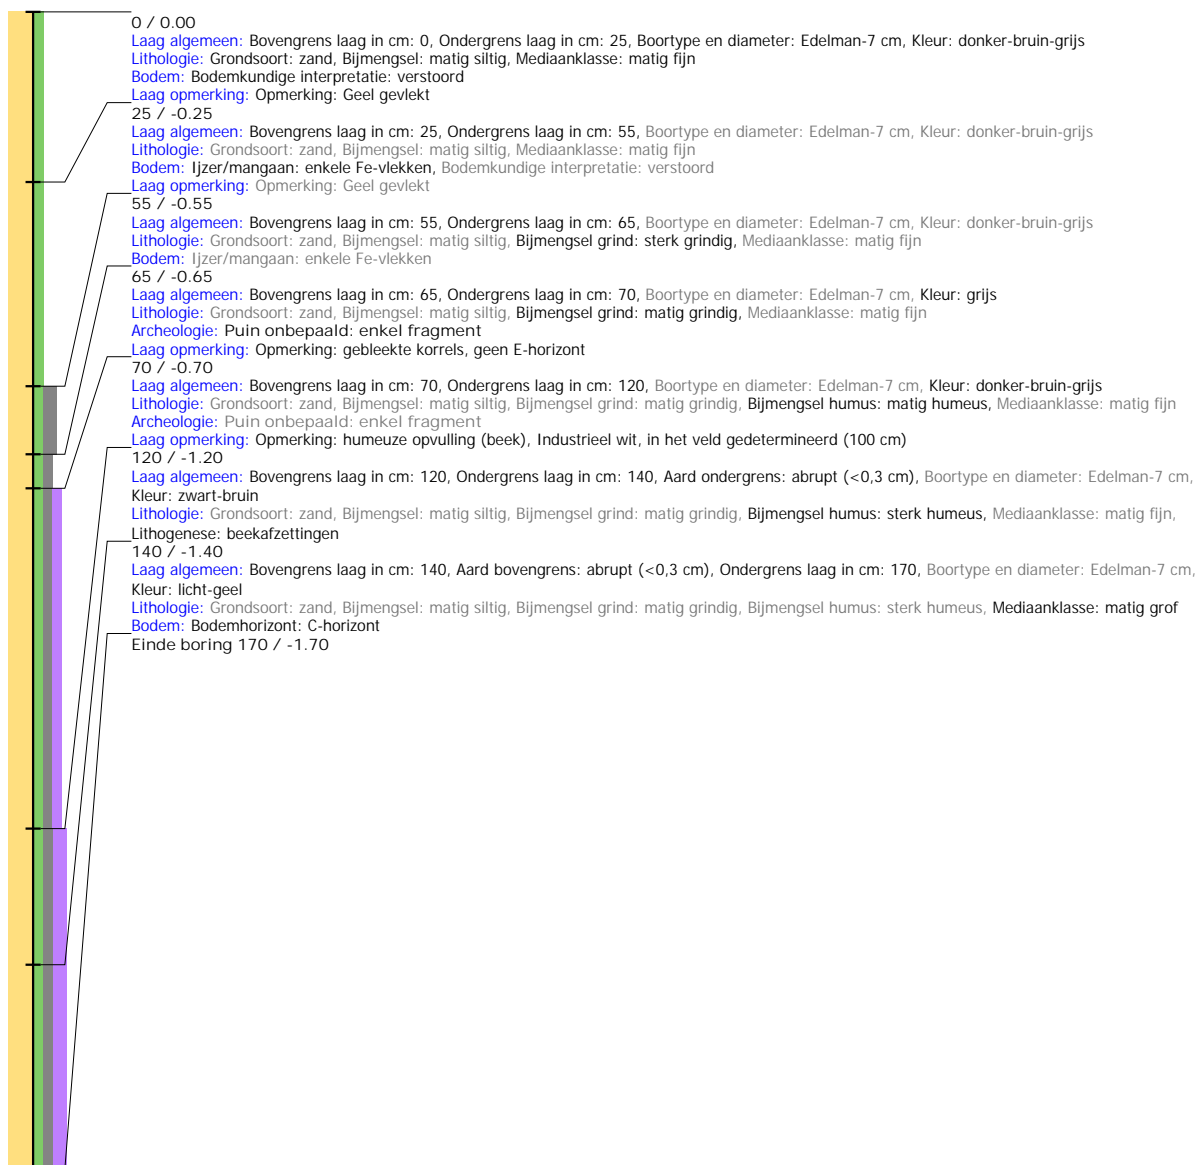 0 / 0.00
Laag algemeen: Bovengrens laag in cm: 0, Ondergrens laag in cm: 25, Boortype en diameter: Edelman-7 cm, Kleur: donker-bruin-grijs
Lithologie: Grondsoort: zand, Bijmengsel: matig siltig, Mediaanklasse: matig fijn
Bodem: Bodemkundige interpretatie: verstoord
Laag opmerking: Opmerking: Geel gevlekt
25 / -0.25
Laag algemeen: Bovengrens laag in cm: 25, Ondergrens laag in cm: 55, Boortype en diameter: Edelman-7 cm, Kleur: donker-bruin-grijs
Lithologie: Grondsoort: zand, Bijmengsel: matig siltig, Mediaanklasse: matig fijn
Bodem: Ijzer/mangaan: enkele Fe-vlekken, Bodemkundige interpretatie: verstoord
Laag opmerking: Opmerking: Geel gevlekt
55 / -0.55
Laag algemeen: Bovengrens laag in cm: 55, Ondergrens laag in cm: 65, Boortype en diameter: Edelman-7 cm, Kleur: donker-bruin-grijs
Lithologie: Grondsoort: zand, Bijmengsel: matig siltig, Bijmengsel grind: sterk grindig, Mediaanklasse: matig fijn
Bodem: Ijzer/mangaan: enkele Fe-vlekken
65 / -0.65
Laag algemeen: Bovengrens laag in cm: 65, Ondergrens laag in cm: 70, Boortype en diameter: Edelman-7 cm, Kleur: grijs
Lithologie: Grondsoort: zand, Bijmengsel: matig siltig, Bijmengsel grind: matig grindig, Mediaanklasse: matig fijn
Archeologie: Puin onbepaald: enkel fragment
Laag opmerking: Opmerking: gebleekte korrels, geen E-horizont
70 / -0.70
Laag algemeen: Bovengrens laag in cm: 70, Ondergrens laag in cm: 120, Boortype en diameter: Edelman-7 cm, Kleur: donker-bruin-grijs
Lithologie: Grondsoort: zand, Bijmengsel: matig siltig, Bijmengsel grind: matig grindig, Bijmengsel humus: matig humeus, Mediaanklasse: matig fijn
Archeologie: Puin onbepaald: enkel fragment
Laag opmerking: Opmerking: humeuze opvulling (beek), Industrieel wit, in het veld gedetermineerd (100 cm)
120 / -1.20
Laag algemeen: Bovengrens laag in cm: 120, Ondergrens laag in cm: 140, Aard ondergrens: abrupt (<0,3 cm), Boortype en diameter: Edelman-7 cm,
Kleur: zwart-bruin
Lithologie: Grondsoort: zand, Bijmengsel: matig siltig, Bijmengsel grind: matig grindig, Bijmengsel humus: sterk humeus, Mediaanklasse: matig fijn,
Lithogenese: beekafzettingen
140 / -1.40
Laag algemeen: Bovengrens laag in cm: 140, Aard bovengrens: abrupt (<0,3 cm), Ondergrens laag in cm: 170, Boortype en diameter: Edelman-7 cm,
Kleur: licht-geel
Lithologie: Grondsoort: zand, Bijmengsel: matig siltig, Bijmengsel grind: matig grindig, Bijmengsel humus: sterk humeus, Mediaanklasse: matig grof
Bodem: Bodemhorizont: C-horizont
Einde boring 170 / -1.70